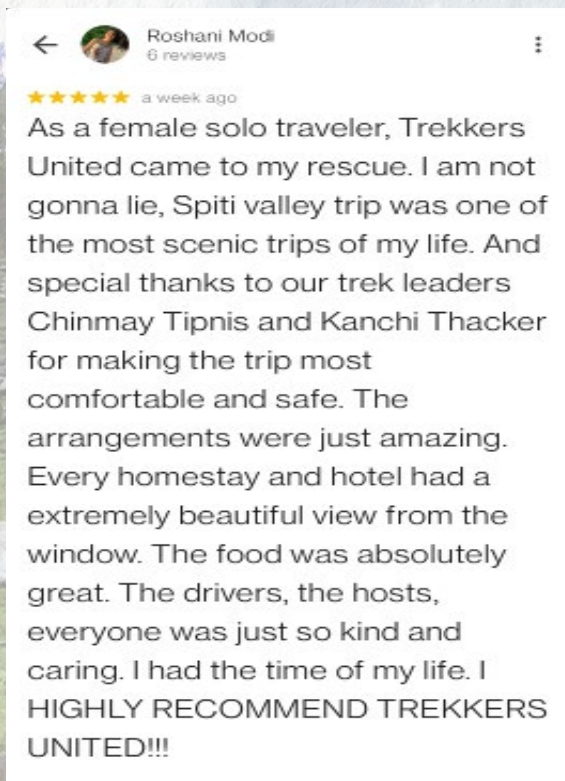 Roshani Modi
6 reviews
a week ago
As a female solo traveler, Trekkers
United came to my rescue. I am not
gonna lie, Spiti valley trip was one of
the most scenic trips of my life. And
special thanks to our trek leaders
Chinmay Tipnis and Kanchi Thacker
for making the trip most
comfortable and safe. The
arrangements were just amazing.
Every homestay and hotel had a
extremely beautiful view from the
window. The food was absolutely
great. The drivers, the hosts,
everyone was just so kind and
caring. I had the time of my life. I
HIGHLY RECOMMEND TREKKERS
UNITED!!!